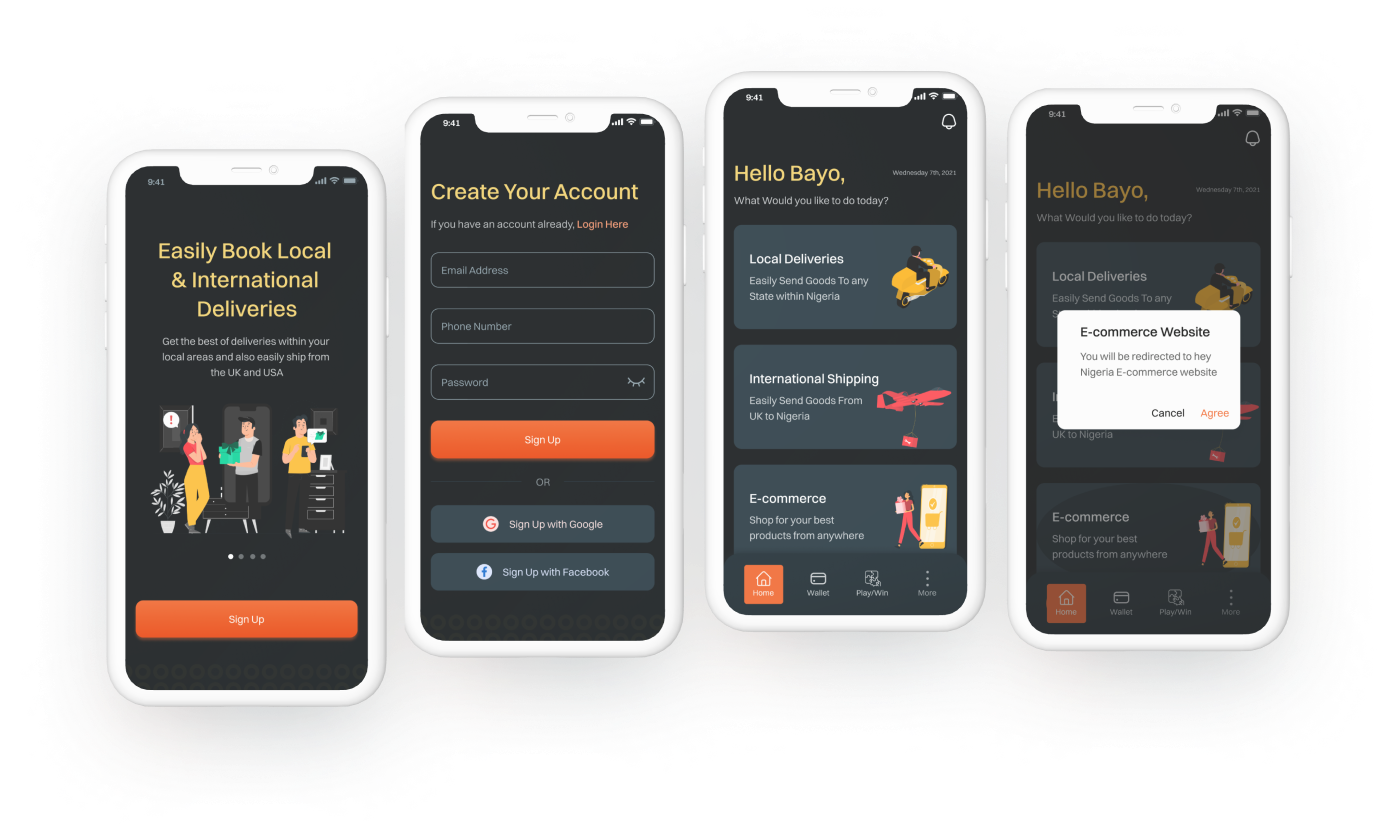 9:41
Easily Book Local
& International
Deliveries
Get the best of deliveries within your
local areas and also easily ship from
the UK and USA
!
Sign Up
9:41
Create Your Account
If you have an account already, Login Here
Email Address
Phone Number
Password
Sign Up
OR
G Sign Up with Google
f Sign Up with Facebook
9:41
Hello Bayo,
Wednesday 7th, 2021
What Would you like to do today?
Local Deliveries
Easily Send Goods To any
State within Nigeria
International Shipping
Easily Send Goods From
UK to Nigeria
E-commerce
Shop for your best
products from anywhere
Home Wallet Play/Win More
9:41
Hello Bayo,
Wednesday 7th, 2021
What Would you like to do today?
Local Deliveries
Easily Send Goods To any
E-commerce Website
You will be redirected to hey
Nigeria E-commerce website
Cancel Agree
UK to Nigeria
E-commerce
Shop for your best
products from anywhere
Home Wallet Play/Win More